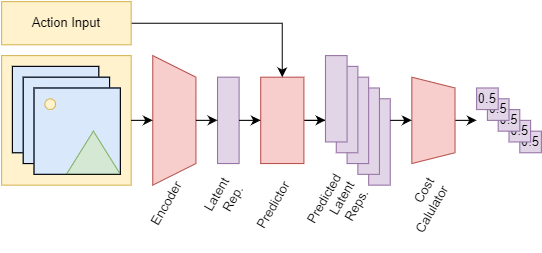 Action Input
0.5
0.5
0.5
0.5
0.5
Encoder
Latent
Rep.
Predictor
Predicted
Latent
Reps.
Cost
Calulator